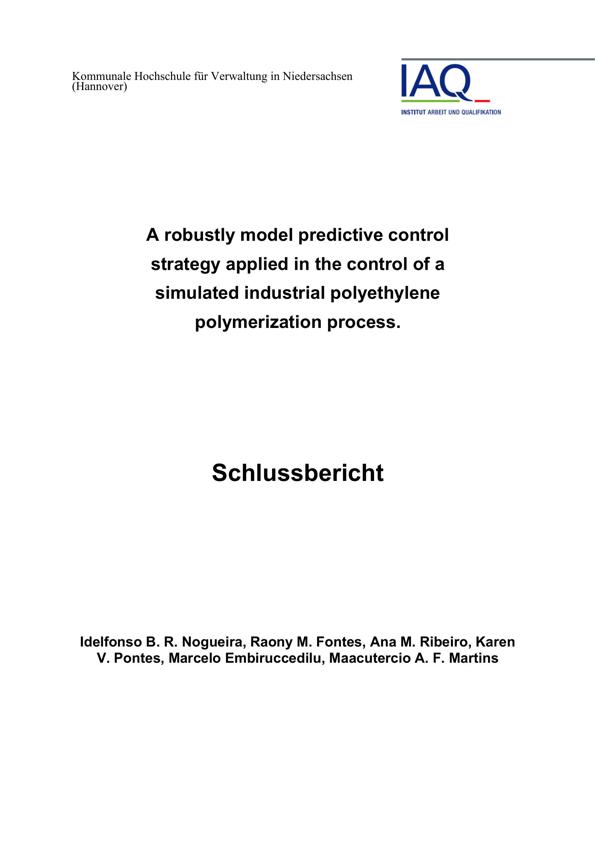 Kommunale Hochschule für Verwaltung in Niedersachsen
(Hannover)
IAQ
INSTITUT ARBEIT UND QUALIFIKATION
A robustly model predictive control
strategy applied in the control of a
simulated industrial polyethylene
polymerization process.
Schlussbericht
Idelfonso B. R. Nogueira, Raony M. Fontes, Ana M. Ribeiro, Karen
V. Pontes, Marcelo Embiruccedilu, Maacutercio A. F. Martins